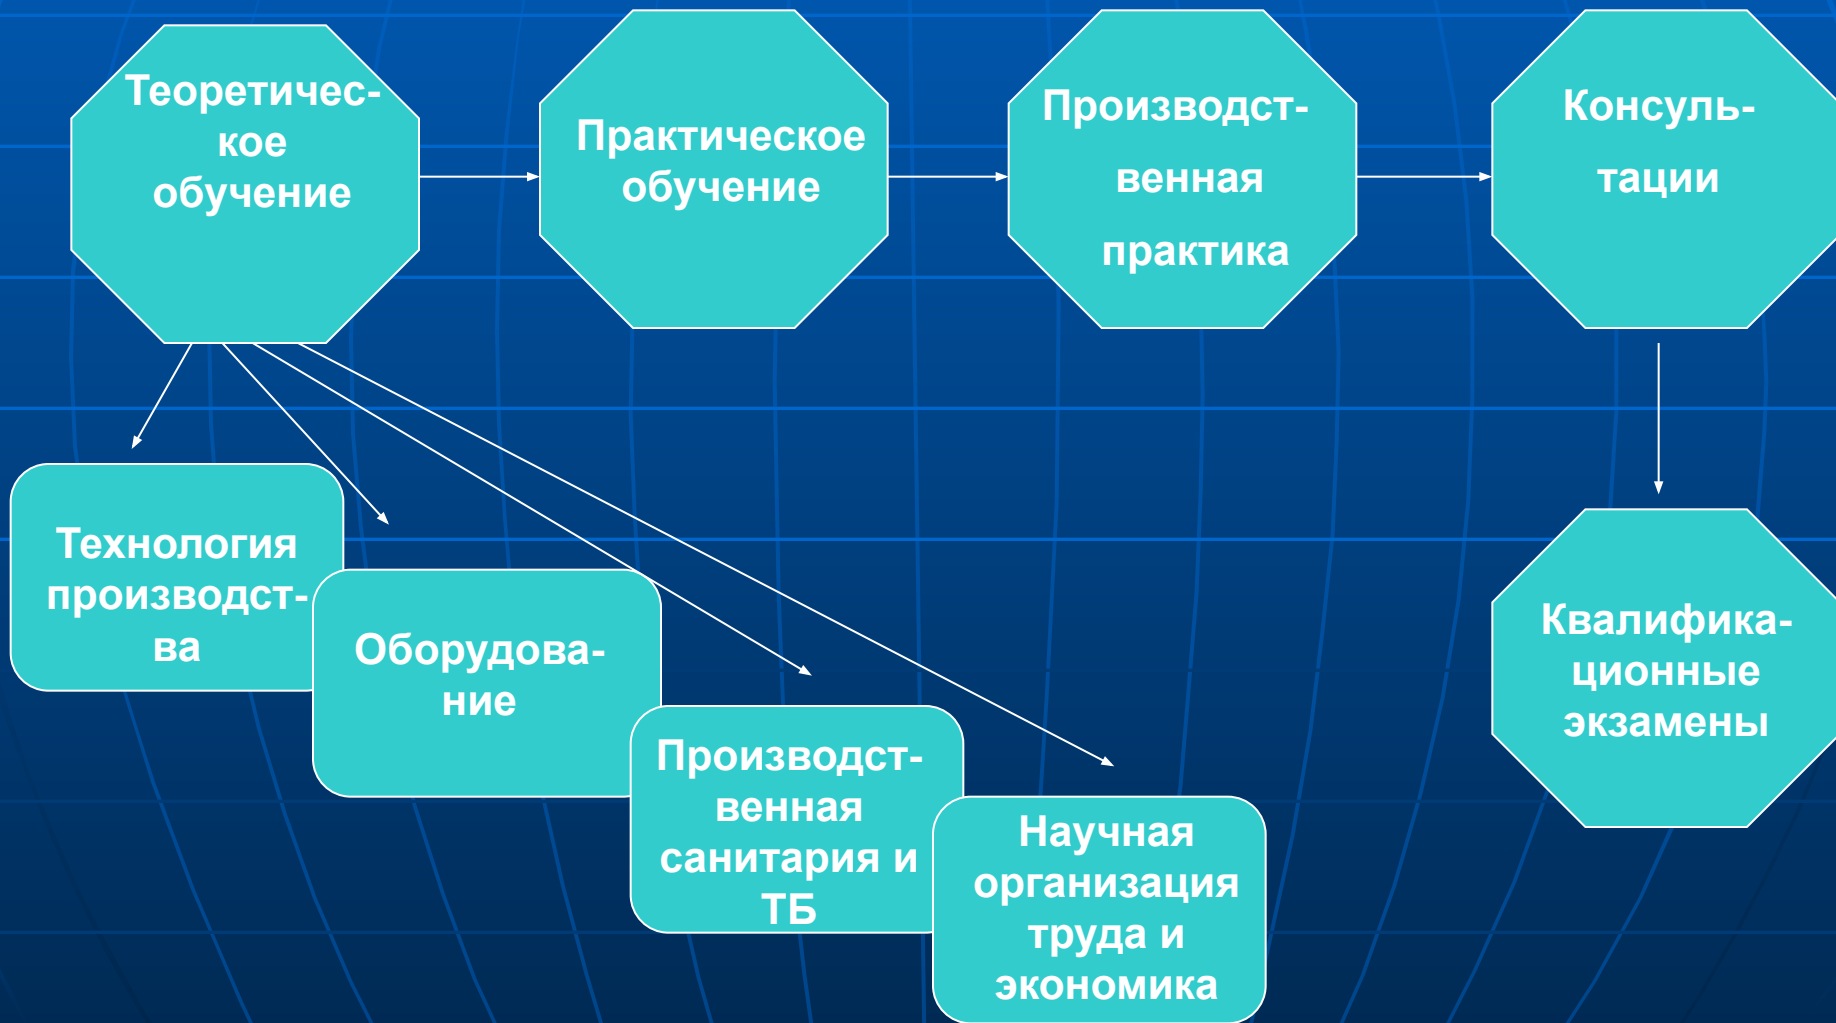 Теоретичес-
кое
обучение
Практическое
обучение
Производст-
венная
практика
Консуль-
тации
Технология
производст-
ва
Оборудова-
ние
Производст-
венная
санитария и
ТБ
Научная
организация
труда и
экономика
Квалифика-
ционные
экзамены